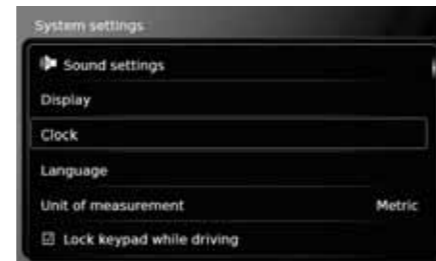 System settings
Sound settings
Display
Clock
Language
Unit of measurement Metric
Lock keypad while driving